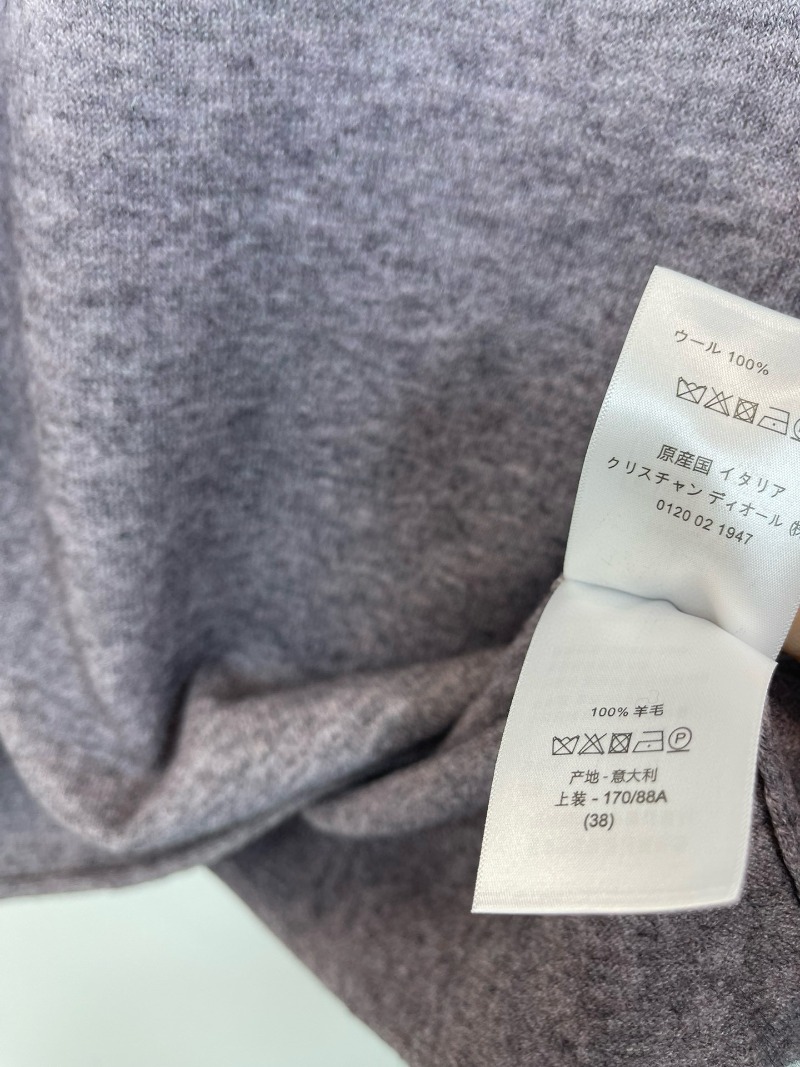 ウール 100%
原産国 イタリア
クリスチャン ディオール ㈱
0120 02 1947
100% 羊毛
P
产地 - 意大利
上装 - 170/88A
(38)